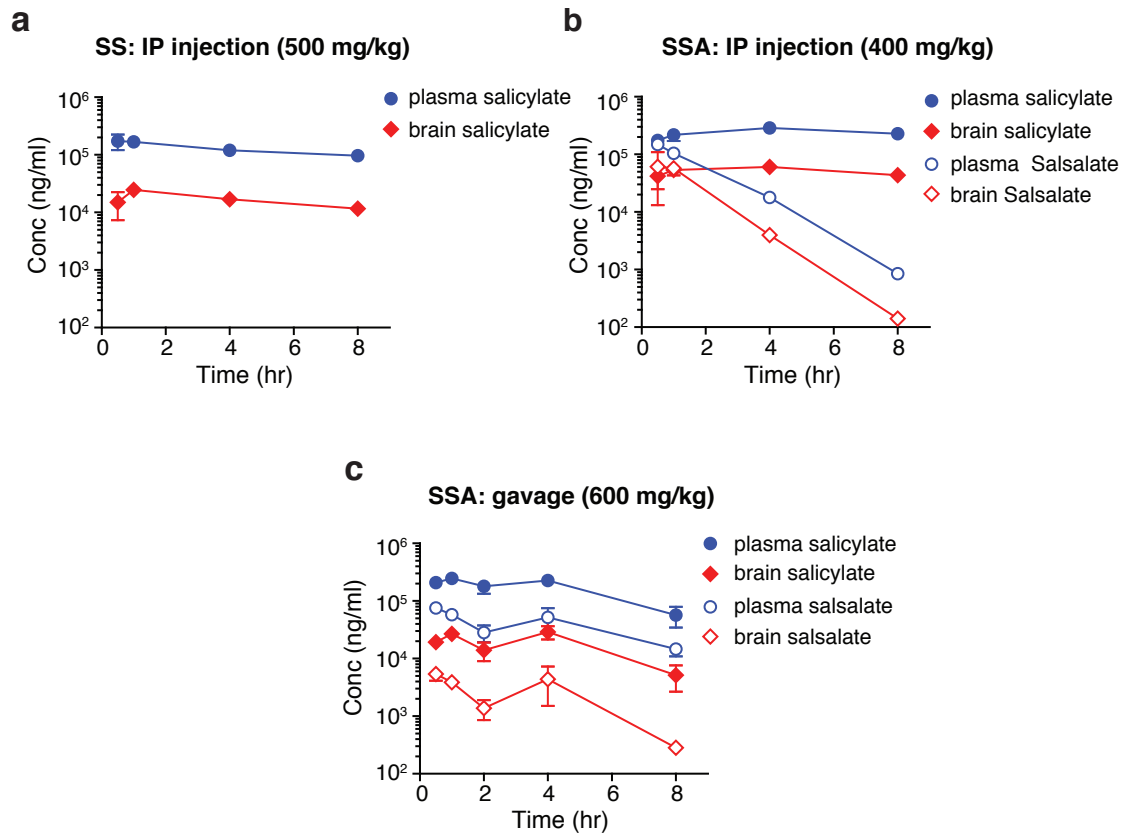 a
SS: IP injection (500 mg/kg)
10⁶
10⁵
10⁴
10³
10²
Conc (ng/ml)
0 2 4 6 8
Time (hr)
plasma salicylate
brain salicylate
b
SSA: IP injection (400 mg/kg)
10⁶
10⁵
10⁴
10³
10²
Conc (ng/ml)
0 2 4 6 8
Time (hr)
plasma salicylate
brain salicylate
plasma Salsalate
brain Salsalate
c
SSA: gavage (600 mg/kg)
10⁶
10⁵
10⁴
10³
10²
Conc (ng/ml)
0 2 4 6 8
Time (hr)
plasma salicylate
brain salicylate
plasma salsalate
brain salsalate